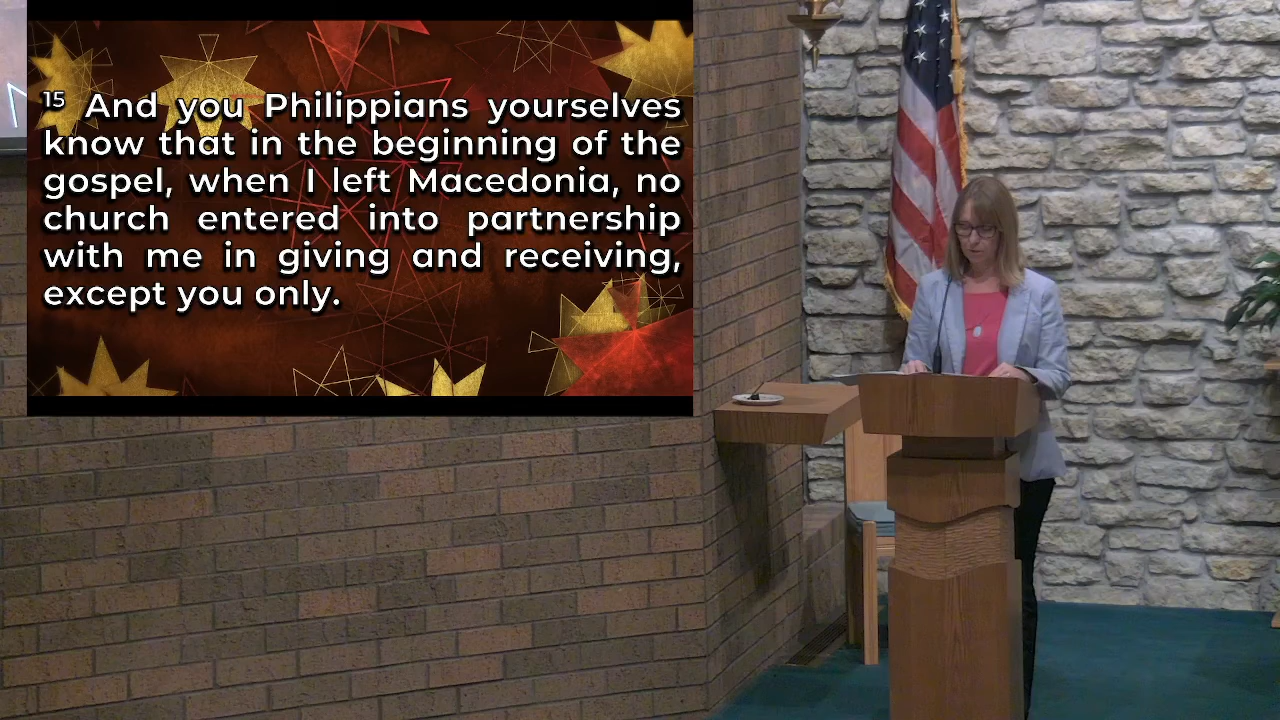 15 And you Philippians yourselves
know that in the beginning of the
gospel, when I left Macedonia, no
church entered into partnership
with me in giving and receiving,
except you only.